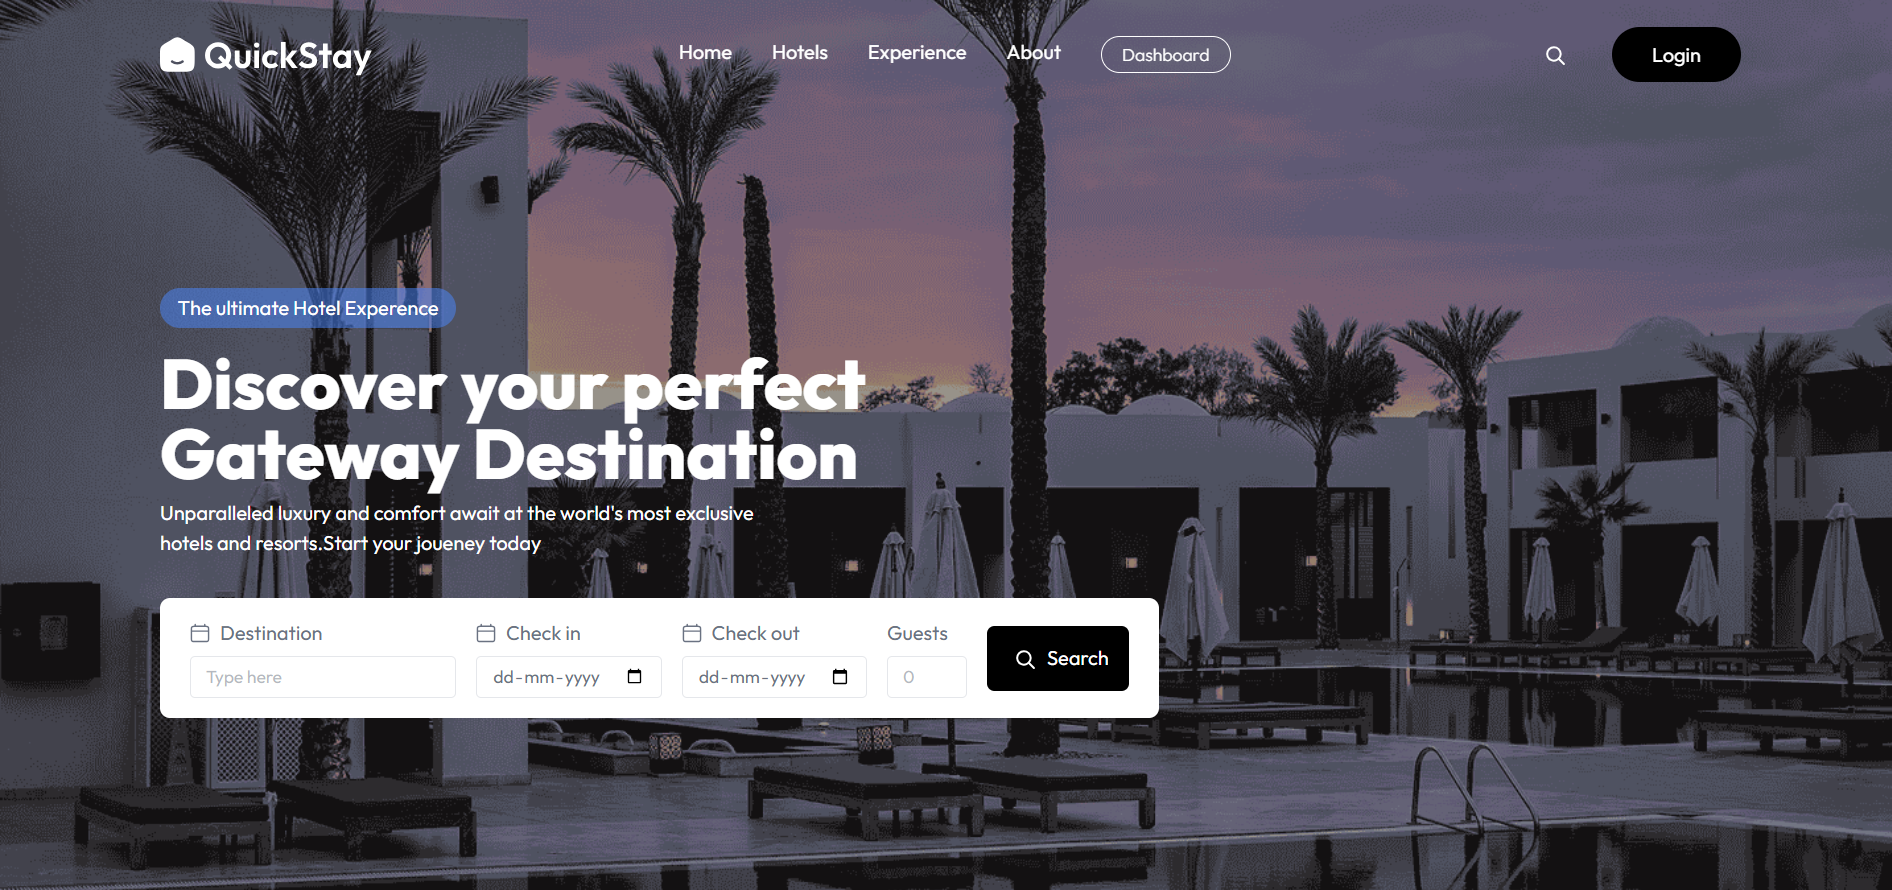 QuickStay
Home Hotels Experience About Dashboard
Login
The ultimate Hotel Experence
Discover your perfect
Gateway Destination
Unparalleled luxury and comfort await at the world's most exclusive
hotels and resorts.Start your joueney today
Destination Check in Check out Guests
Type here dd-mm-yyyy dd-mm-yyyy 0
Search